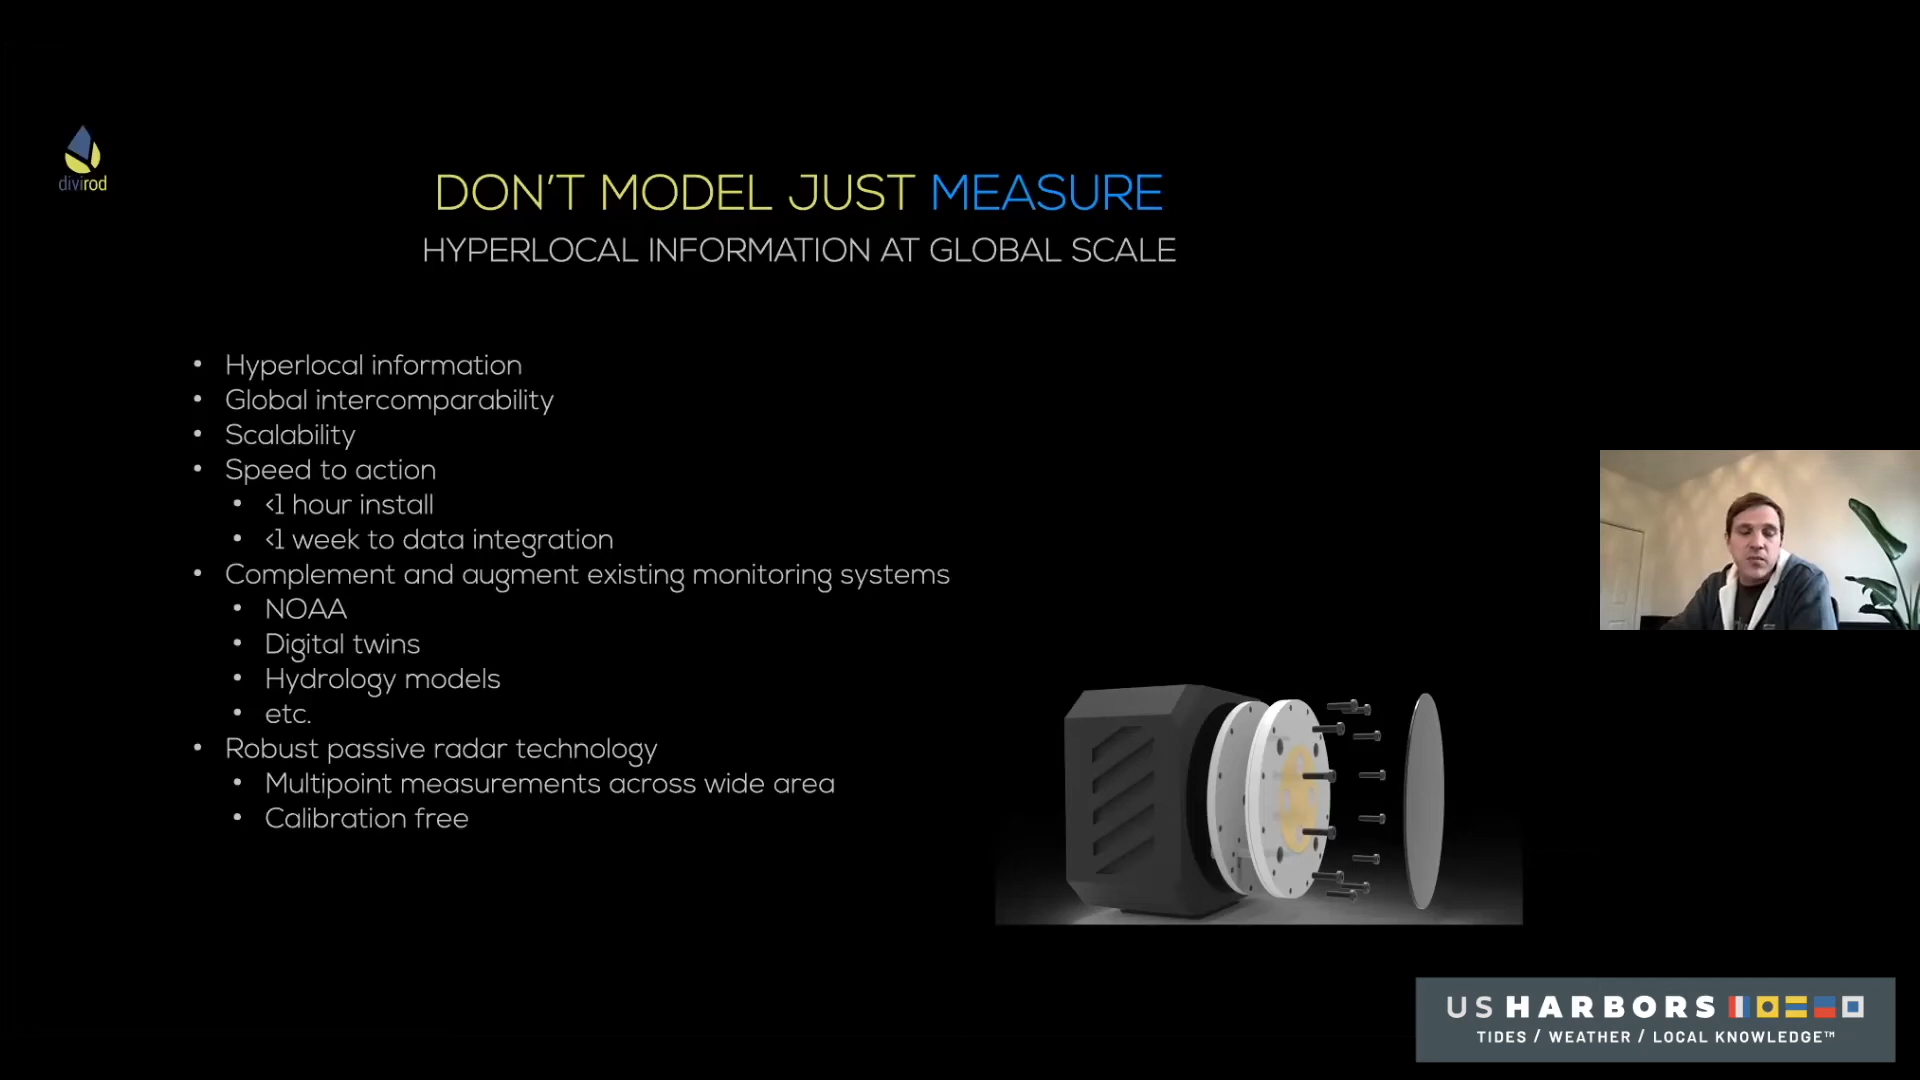 divirod
DON'T MODEL JUST MEASURE
HYPERLOCAL INFORMATION AT GLOBAL SCALE
• Hyperlocal information
• Global intercomparability
• Scalability
• Speed to action
• <1 hour install
• <1 week to data integration
• Complement and augment existing monitoring systems
• NOAA
• Digital twins
• Hydrology models
• etc.
• Robust passive radar technology
• Multipoint measurements across wide area
• Calibration free
US HARBORS
TIDES / WEATHER / LOCAL KNOWLEDGE™